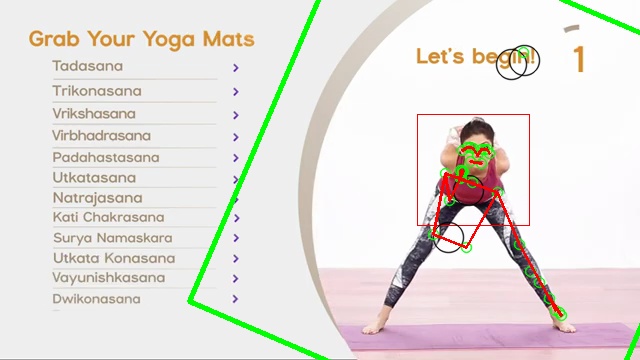 Grab Your Yoga Mats
Tadasana
Trikonasana
Vrikshasana
Virbhadrasana
Padahastasana
Utkatasana
Natrajasana
Kati Chakrasana
Surya Namaskara
Utkata Konasana
Vayunishkasana
Dwikonasana
Let's begin!
1